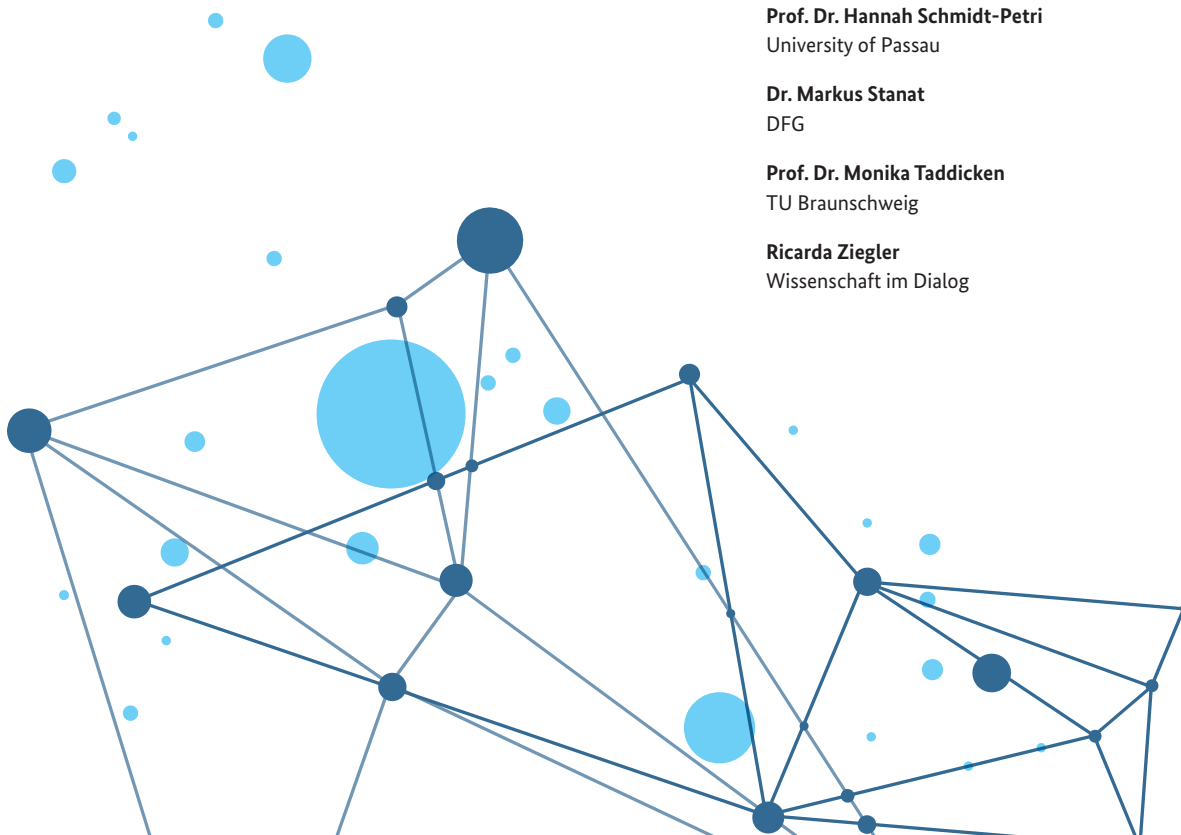 Prof. Dr. Hannah Schmidt-Petri
University of Passau
Dr. Markus Stanat
DFG
Prof. Dr. Monika Taddicken
TU Braunschweig
Ricarda Ziegler
Wissenschaft im Dialog